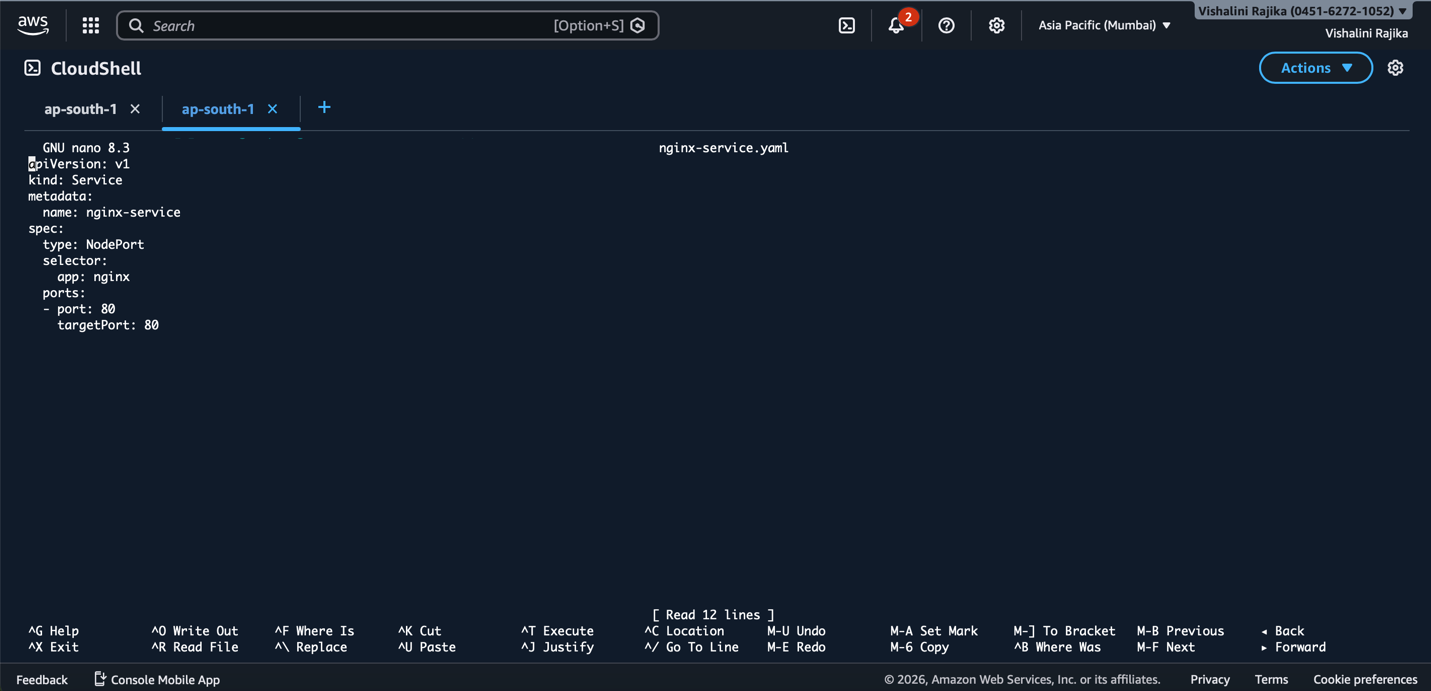 aws
Search [Option+S]
2
Asia Pacific (Mumbai) ▼
Vishalini Rajika (0451-6272-1052) ▼
Vishalini Rajika
CloudShell
Actions ▼
ap-south-1 ×
ap-south-1 ×
+
GNU nano 8.3 nginx-service.yaml
apiVersion: v1
kind: Service
metadata:
  name: nginx-service
spec:
  type: NodePort
  selector:
    app: nginx
  ports:
  - port: 80
    targetPort: 80
[ Read 12 lines ]
^G Help ^O Write Out ^F Where Is ^K Cut ^T Execute ^C Location M-U Undo M-A Set Mark M-] To Bracket M-B Previous ◂ Back
^X Exit ^R Read File ^\ Replace ^U Paste ^J Justify ^/ Go To Line M-E Redo M-6 Copy ^B Where Was M-F Next ▸ Forward
Feedback Console Mobile App © 2026, Amazon Web Services, Inc. or its affiliates. Privacy Terms Cookie preferences